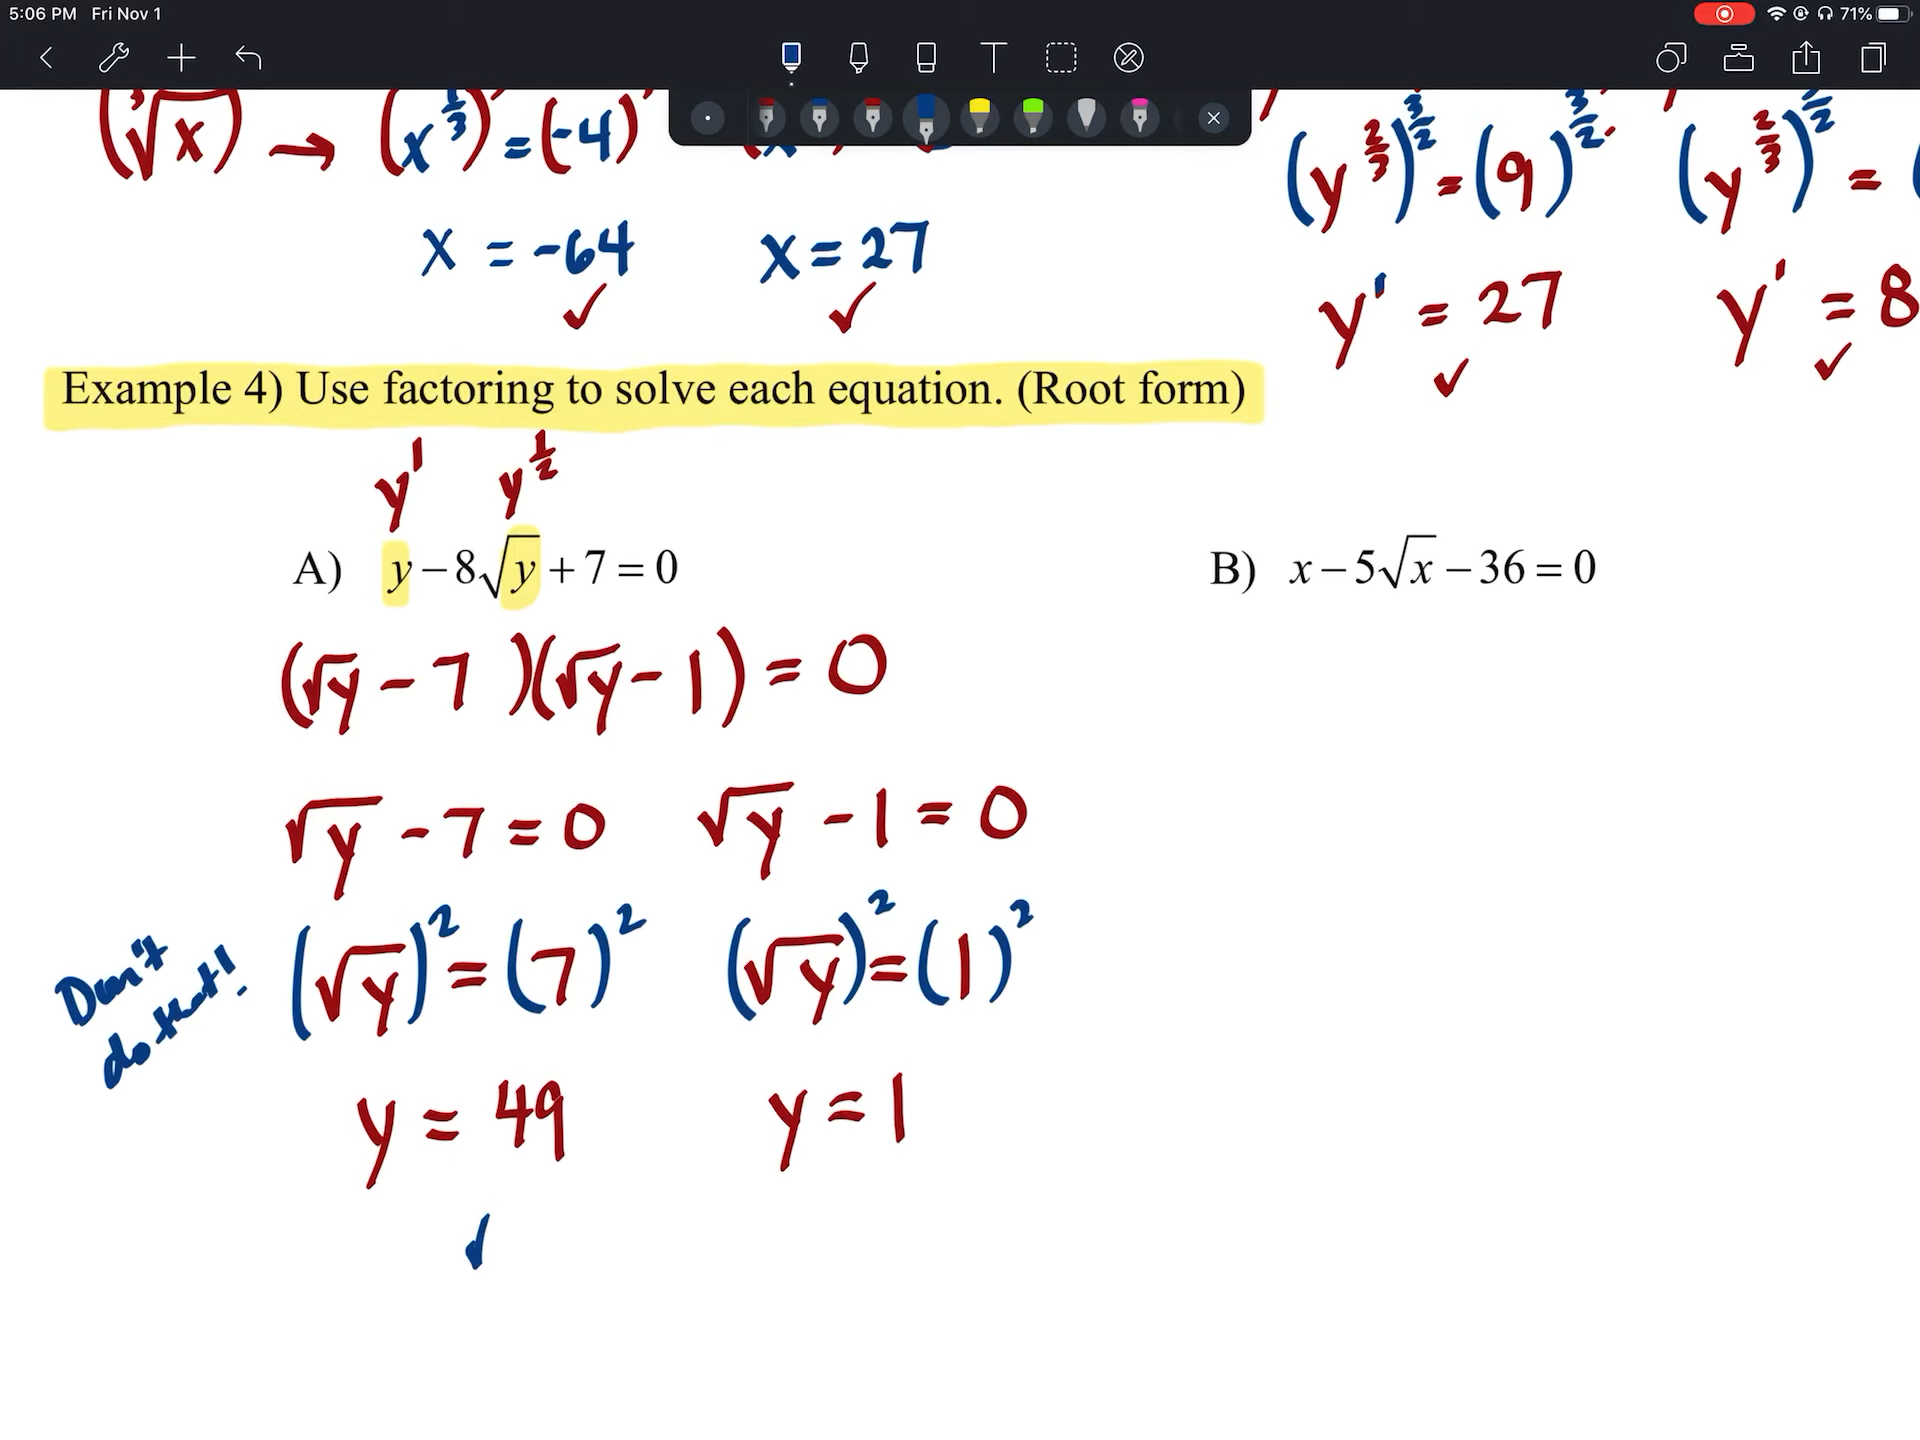 5:06 PM Fri Nov 1
71%
(∛x) → (x^(1/3)) = (-4)
(y^(2/3))^(3/2) = (9)^(3/2)
(y^(2/3))^(3/2) =
x = -64
x = 27
y' = 27
y' = 8
✓ ✓
✓ ✓
Example 4) Use factoring to solve each equation. (Root form)
y^1 y^(1/2)
A) y − 8√y + 7 = 0
B) x − 5√x − 36 = 0
(√y - 7)(√y - 1) = 0
√y - 7 = 0
√y - 1 = 0
Don't do that!
(√y)^2 = (7)^2
(√y)^2 = (1)^2
y = 49
y = 1
✓